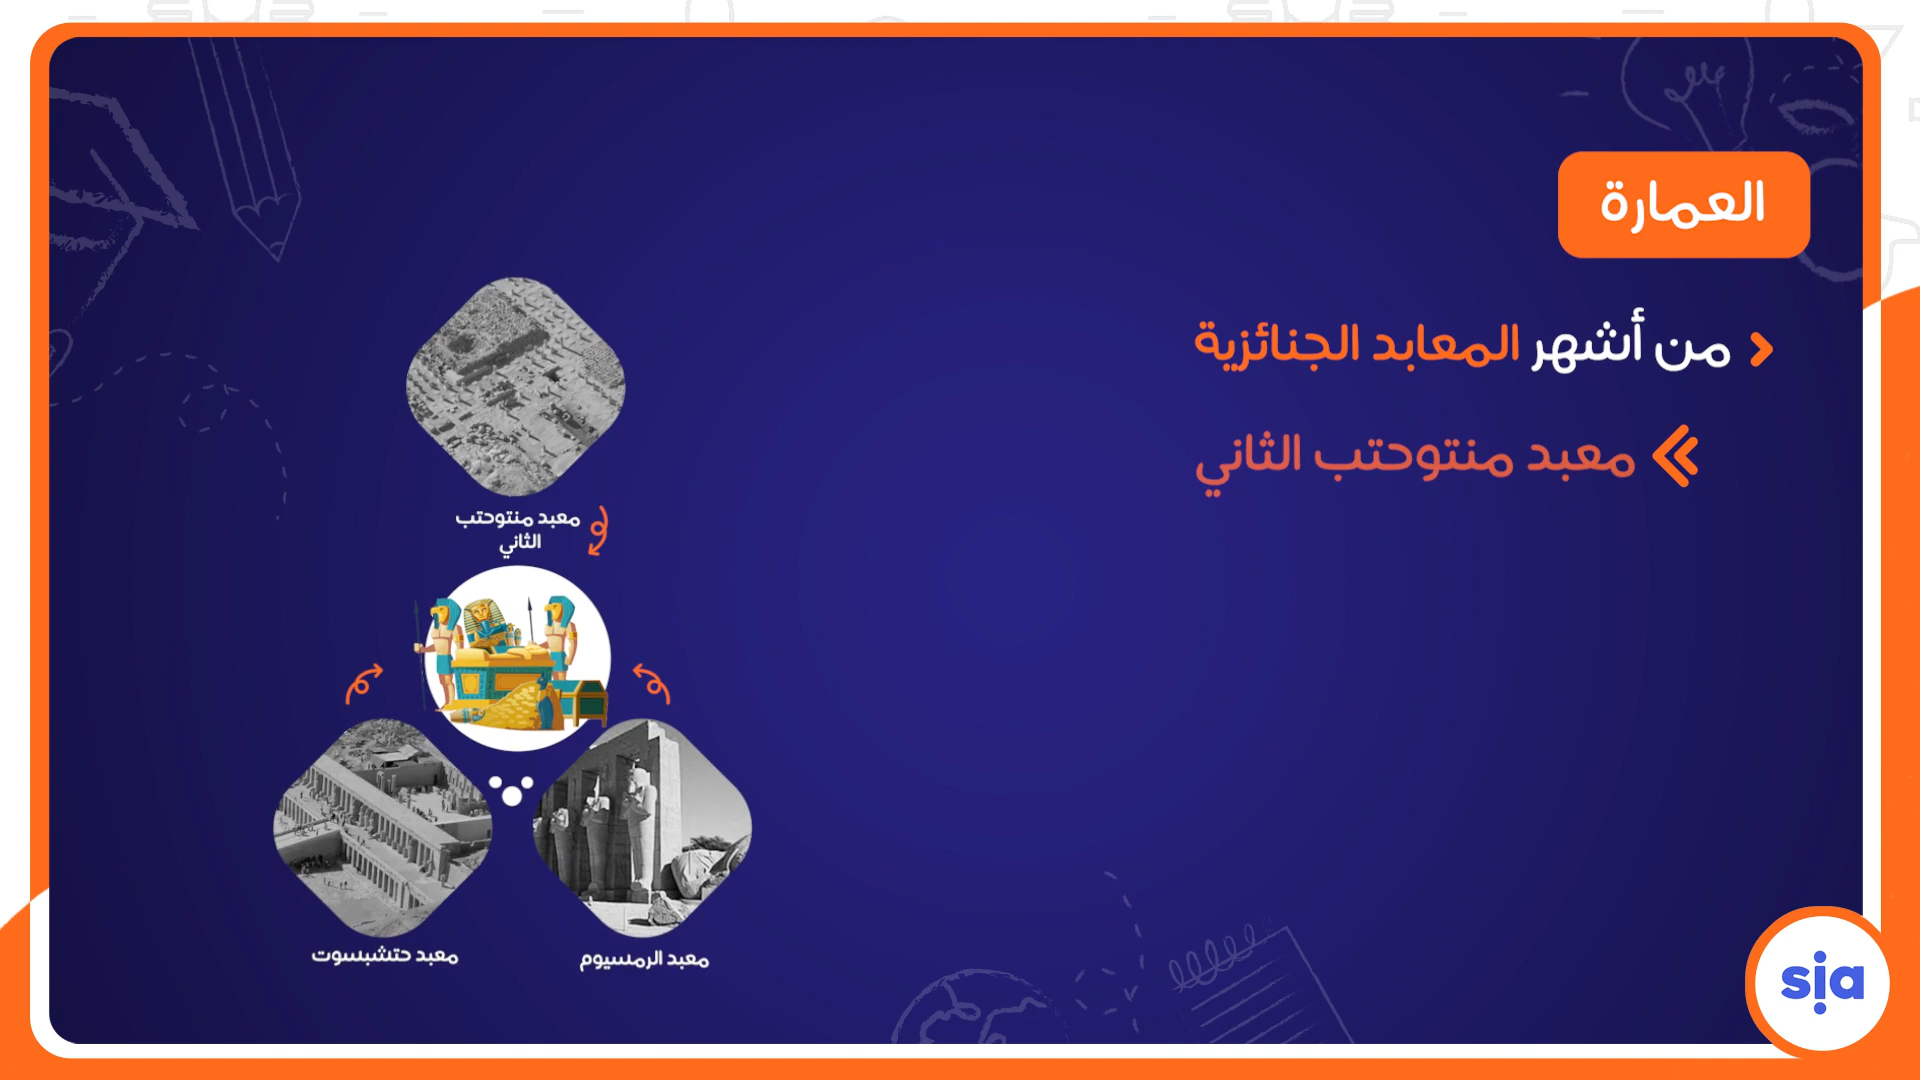 العمارة
من أشهر المعابد الجنائزية
معبد منتوحتب الثاني
معبد منتوحتب
الثاني
معبد الرمسيوم
معبد حتشبسوت
sia